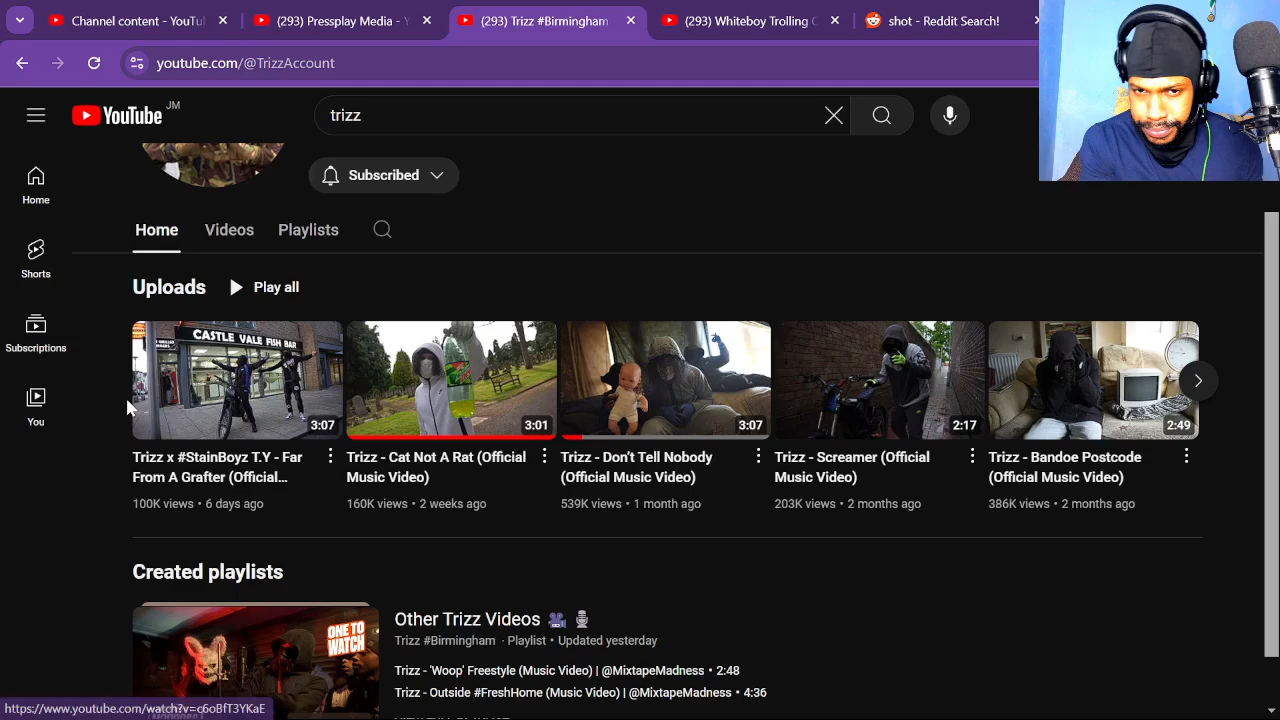 Channel content - YouTu
(293) Pressplay Media - Y
(293) Trizz #Birmingham
(293) Whiteboy Trolling C
shot - Reddit Search!
youtube.com/@TrizzAccount
YouTube JM
trizz
Subscribed
Home
Shorts
Subscriptions
You
Home Videos Playlists
Uploads Play all
CASTLE VALE FISH BAR
3:07
3:01
3:07
2:17
2:49
Trizz x #StainBoyz T.Y - Far
From A Grafter (Official...
100K views • 6 days ago
Trizz - Cat Not A Rat (Official
Music Video)
160K views • 2 weeks ago
Trizz - Don't Tell Nobody
(Official Music Video)
539K views • 1 month ago
Trizz - Screamer (Official
Music Video)
203K views • 2 months ago
Trizz - Bandoe Postcode
(Official Music Video)
386K views • 2 months ago
Created playlists
ONE TO
WATCH
Other Trizz Videos 🎥 🎙
Trizz #Birmingham · Playlist • Updated yesterday
Trizz - 'Woop' Freestyle (Music Video) | @MixtapeMadness • 2:48
Trizz - Outside #FreshHome (Music Video) | @MixtapeMadness • 4:36
https://www.youtube.com/watch?v=c6oBfT3YKaE